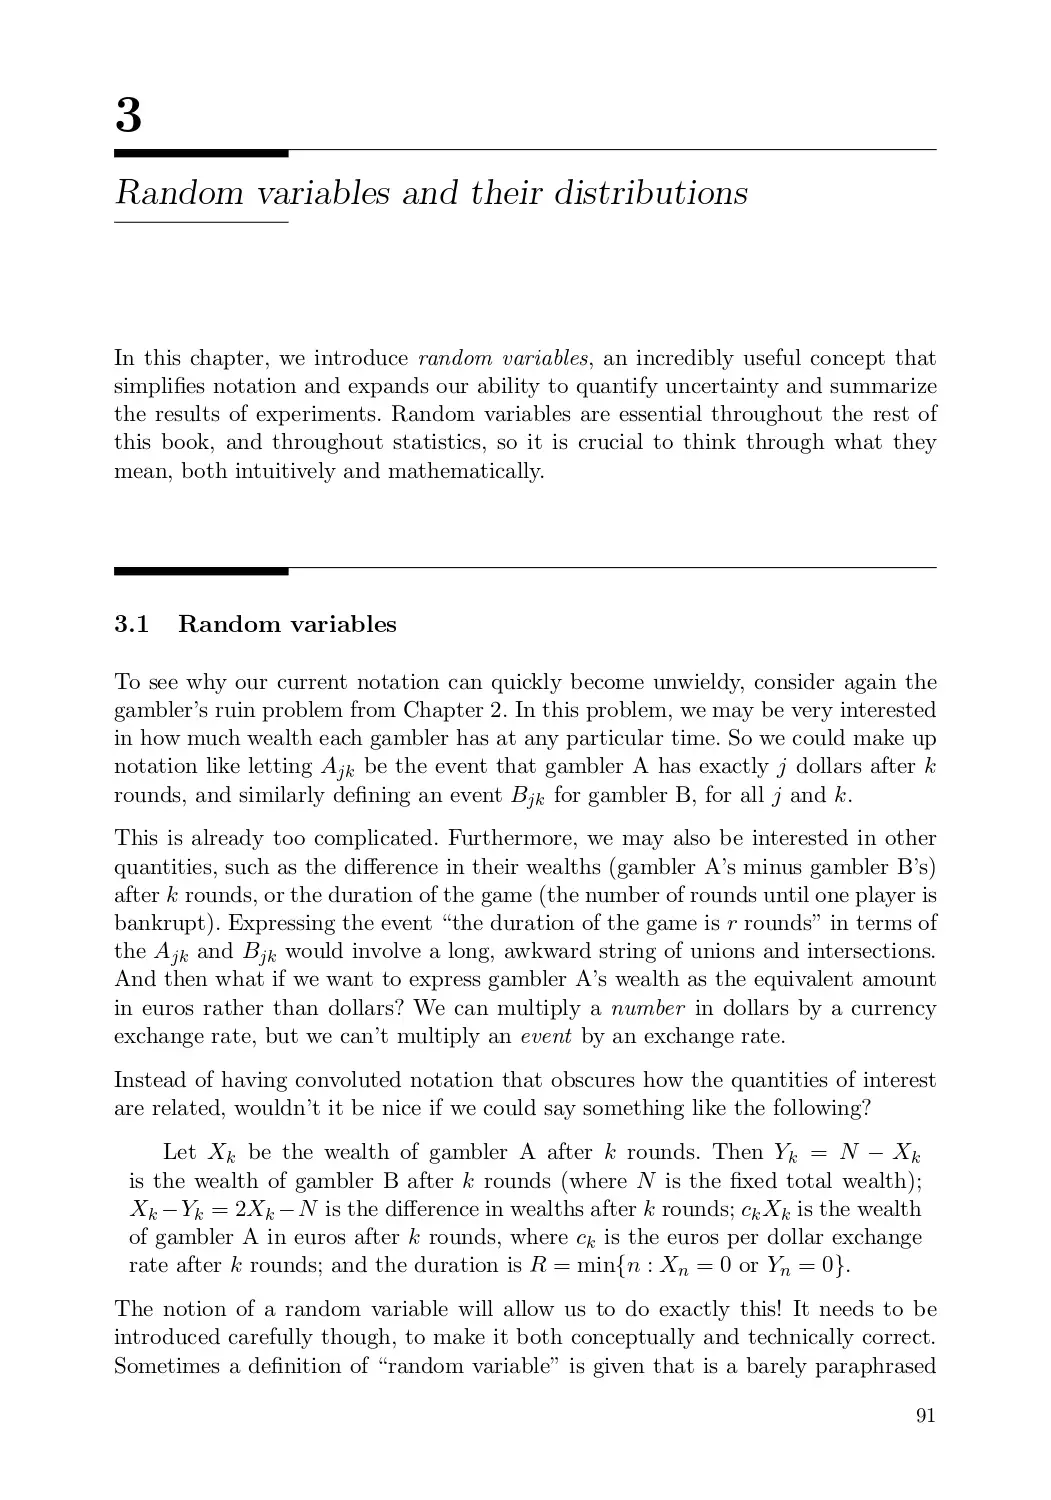 3
Random variables and their distributions
In this chapter, we introduce random variables, an incredibly useful concept that
simplifies notation and expands our ability to quantify uncertainty and summarize
the results of experiments. Random variables are essential throughout the rest of
this book, and throughout statistics, so it is crucial to think through what they
mean, both intuitively and mathematically.
3.1 Random variables
To see why our current notation can quickly become unwieldy, consider again the
gambler’s ruin problem from Chapter 2. In this problem, we may be very interested
in how much wealth each gambler has at any particular time. So we could make up
notation like letting A_{jk} be the event that gambler A has exactly j dollars after k
rounds, and similarly defining an event B_{jk} for gambler B, for all j and k.
This is already too complicated. Furthermore, we may also be interested in other
quantities, such as the difference in their wealths (gambler A’s minus gambler B’s)
after k rounds, or the duration of the game (the number of rounds until one player is
bankrupt). Expressing the event “the duration of the game is r rounds” in terms of
the A_{jk} and B_{jk} would involve a long, awkward string of unions and intersections.
And then what if we want to express gambler A’s wealth as the equivalent amount
in euros rather than dollars? We can multiply a number in dollars by a currency
exchange rate, but we can’t multiply an event by an exchange rate.
Instead of having convoluted notation that obscures how the quantities of interest
are related, wouldn’t it be nice if we could say something like the following?
Let X_k be the wealth of gambler A after k rounds. Then Y_k = N − X_k
is the wealth of gambler B after k rounds (where N is the fixed total wealth);
X_k − Y_k = 2X_k − N is the difference in wealths after k rounds; c_k X_k is the wealth
of gambler A in euros after k rounds, where c_k is the euros per dollar exchange
rate after k rounds; and the duration is R = min{n : X_n = 0 or Y_n = 0}.
The notion of a random variable will allow us to do exactly this! It needs to be
introduced carefully though, to make it both conceptually and technically correct.
Sometimes a definition of “random variable” is given that is a barely paraphrased
91